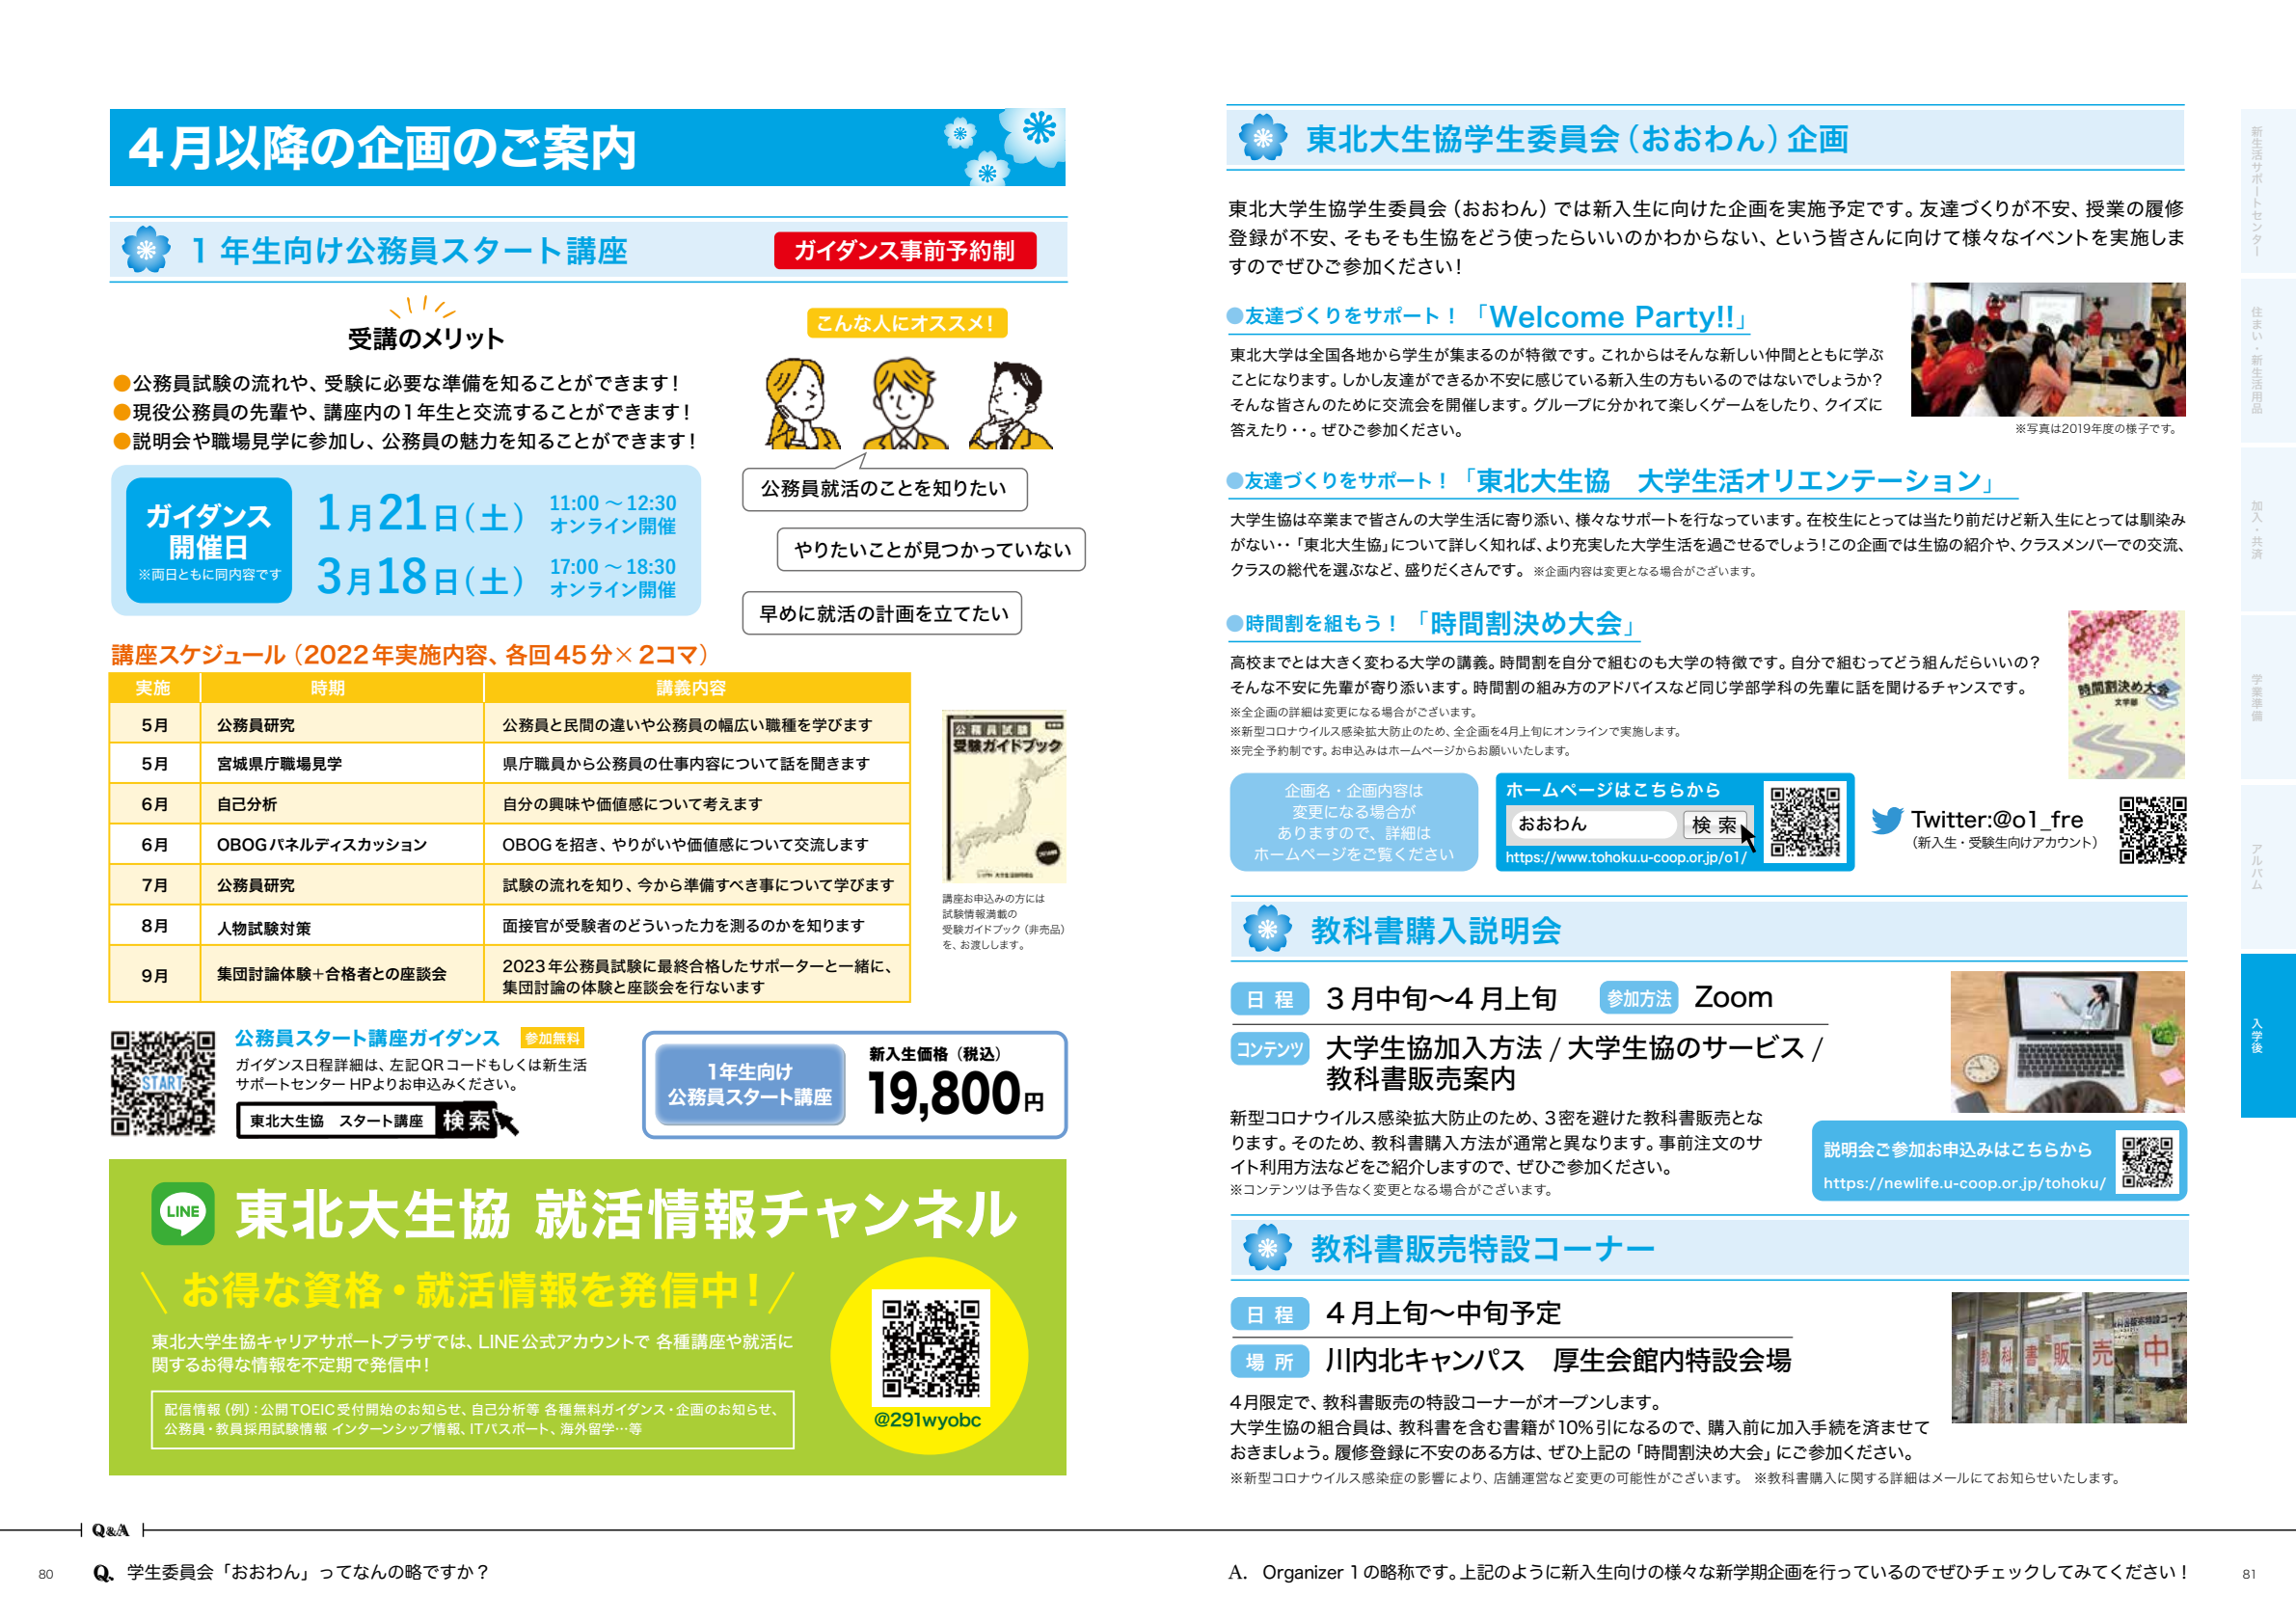 4月以降の企画のご案内
1 年生向け公務員スタート講座
ガイダンス事前予約制
受講のメリット
●公務員試験の流れや、受験に必要な準備を知ることができます！
●現役公務員の先輩や、講座内の1年生と交流することができます！
●説明会や職場見学に参加し、公務員の魅力を知ることができます！
こんな人にオススメ！
公務員就活のことを知りたい
やりたいことが見つかっていない
早めに就活の計画を立てたい
ガイダンス
開催日
※両日ともに同内容です
1月21日（土） 11:00 〜 12:30
オンライン開催
3月18日（土） 17:00 〜 18:30
オンライン開催
講座スケジュール（2022年実施内容、各回45分×2コマ）
実施 時期 講義内容
5月 公務員研究 公務員と民間の違いや公務員の幅広い職種を学びます
5月 宮城県庁職場見学 県庁職員から公務員の仕事内容について話を聞きます
6月 自己分析 自分の興味や価値感について考えます
6月 OBOGパネルディスカッション OBOGを招き、やりがいや価値感について交流します
7月 公務員研究 試験の流れを知り、今から準備すべき事について学びます
8月 人物試験対策 面接官が受験者のどういった力を測るのかを知ります
9月 集団討論体験＋合格者との座談会 2023年公務員試験に最終合格したサポーターと一緒に、
集団討論の体験と座談会を行ないます
公務員試験
受験ガイドブック
講座お申込みの方には
試験情報満載の
受験ガイドブック（非売品）
を、お渡しします。
START
公務員スタート講座ガイダンス 参加無料
ガイダンス日程詳細は、左記QRコードもしくは新生活
サポートセンター HPよりお申込みください。
東北大生協　スタート講座 検索
1年生向け
公務員スタート講座
新入生価格（税込）
19,800円
LINE
東北大生協 就活情報チャンネル
お得な資格・就活情報を発信中！
東北大学生協キャリアサポートプラザでは、LINE公式アカウントで 各種講座や就活に
関するお得な情報を不定期で発信中！
配信情報（例）：公開TOEIC受付開始のお知らせ、自己分析等 各種無料ガイダンス・企画のお知らせ、
公務員・教員採用試験情報 インターンシップ情報、ITパスポート、海外留学…等
@291wyobc
Q&A
80
Q. 学生委員会「おおわん」ってなんの略ですか？
東北大生協学生委員会（おおわん）企画
東北大学生協学生委員会（おおわん）では新入生に向けた企画を実施予定です。友達づくりが不安、授業の履修
登録が不安、そもそも生協をどう使ったらいいのかわからない、という皆さんに向けて様々なイベントを実施しま
すのでぜひご参加ください！
●友達づくりをサポート！「Welcome Party!!」
東北大学は全国各地から学生が集まるのが特徴です。これからはそんな新しい仲間とともに学ぶ
ことになります。しかし友達ができるか不安に感じている新入生の方もいるのではないでしょうか？
そんな皆さんのために交流会を開催します。グループに分かれて楽しくゲームをしたり、クイズに
答えたり・・。ぜひご参加ください。
※写真は2019年度の様子です。
●友達づくりをサポート！「東北大生協　大学生活オリエンテーション」
大学生協は卒業まで皆さんの大学生活に寄り添い、様々なサポートを行なっています。在校生にとっては当たり前だけど新入生にとっては馴染み
がない・・「東北大生協」について詳しく知れば、より充実した大学生活を過ごせるでしょう！この企画では生協の紹介や、クラスメンバーでの交流、
クラスの総代を選ぶなど、盛りだくさんです。※企画内容は変更となる場合がございます。
●時間割を組もう！「時間割決め大会」
高校までとは大きく変わる大学の講義。時間割を自分で組むのも大学の特徴です。自分で組むってどう組んだらいいの？
そんな不安に先輩が寄り添います。時間割の組み方のアドバイスなど同じ学部学科の先輩に話を聞けるチャンスです。
※全企画の詳細は変更になる場合がございます。
※新型コロナウイルス感染拡大防止のため、全企画を4月上旬にオンラインで実施します。
※完全予約制です。お申込みはホームページからお願いいたします。
時間割決め大会
文学部
企画名・企画内容は
変更になる場合が
ありますので、詳細は
ホームページをご覧ください
ホームページはこちらから
おおわん 検 索
https://www.tohoku.u-coop.or.jp/o1/
Twitter:@o1_fre
（新入生・受験生向けアカウント）
教科書購入説明会
日 程 3 月中旬〜4 月上旬 参加方法 Zoom
コンテンツ 大学生協加入方法 / 大学生協のサービス /
教科書販売案内
新型コロナウイルス感染拡大防止のため、3密を避けた教科書販売とな
ります。そのため、教科書購入方法が通常と異なります。事前注文のサ
イト利用方法などをご紹介しますので、ぜひご参加ください。
※コンテンツは予告なく変更となる場合がございます。
説明会ご参加お申込みはこちらから
https://newlife.u-coop.or.jp/tohoku/
教科書販売特設コーナー
日 程 4 月上旬〜中旬予定
場 所 川内北キャンパス　厚生会館内特設会場
教科書販売中
4月限定で、教科書販売の特設コーナーがオープンします。
大学生協の組合員は、教科書を含む書籍が10%引になるので、購入前に加入手続を済ませて
おきましょう。履修登録に不安のある方は、ぜひ上記の「時間割決め大会」にご参加ください。
※新型コロナウイルス感染症の影響により、店舗運営など変更の可能性がございます。 ※教科書購入に関する詳細はメールにてお知らせいたします。
A. Organizer 1の略称です。上記のように新入生向けの様々な新学期企画を行っているのでぜひチェックしてみてください！
81
新生活サポートセンター
住まい・新生活用品
加入・共済
学業準備
アルバム
入学後